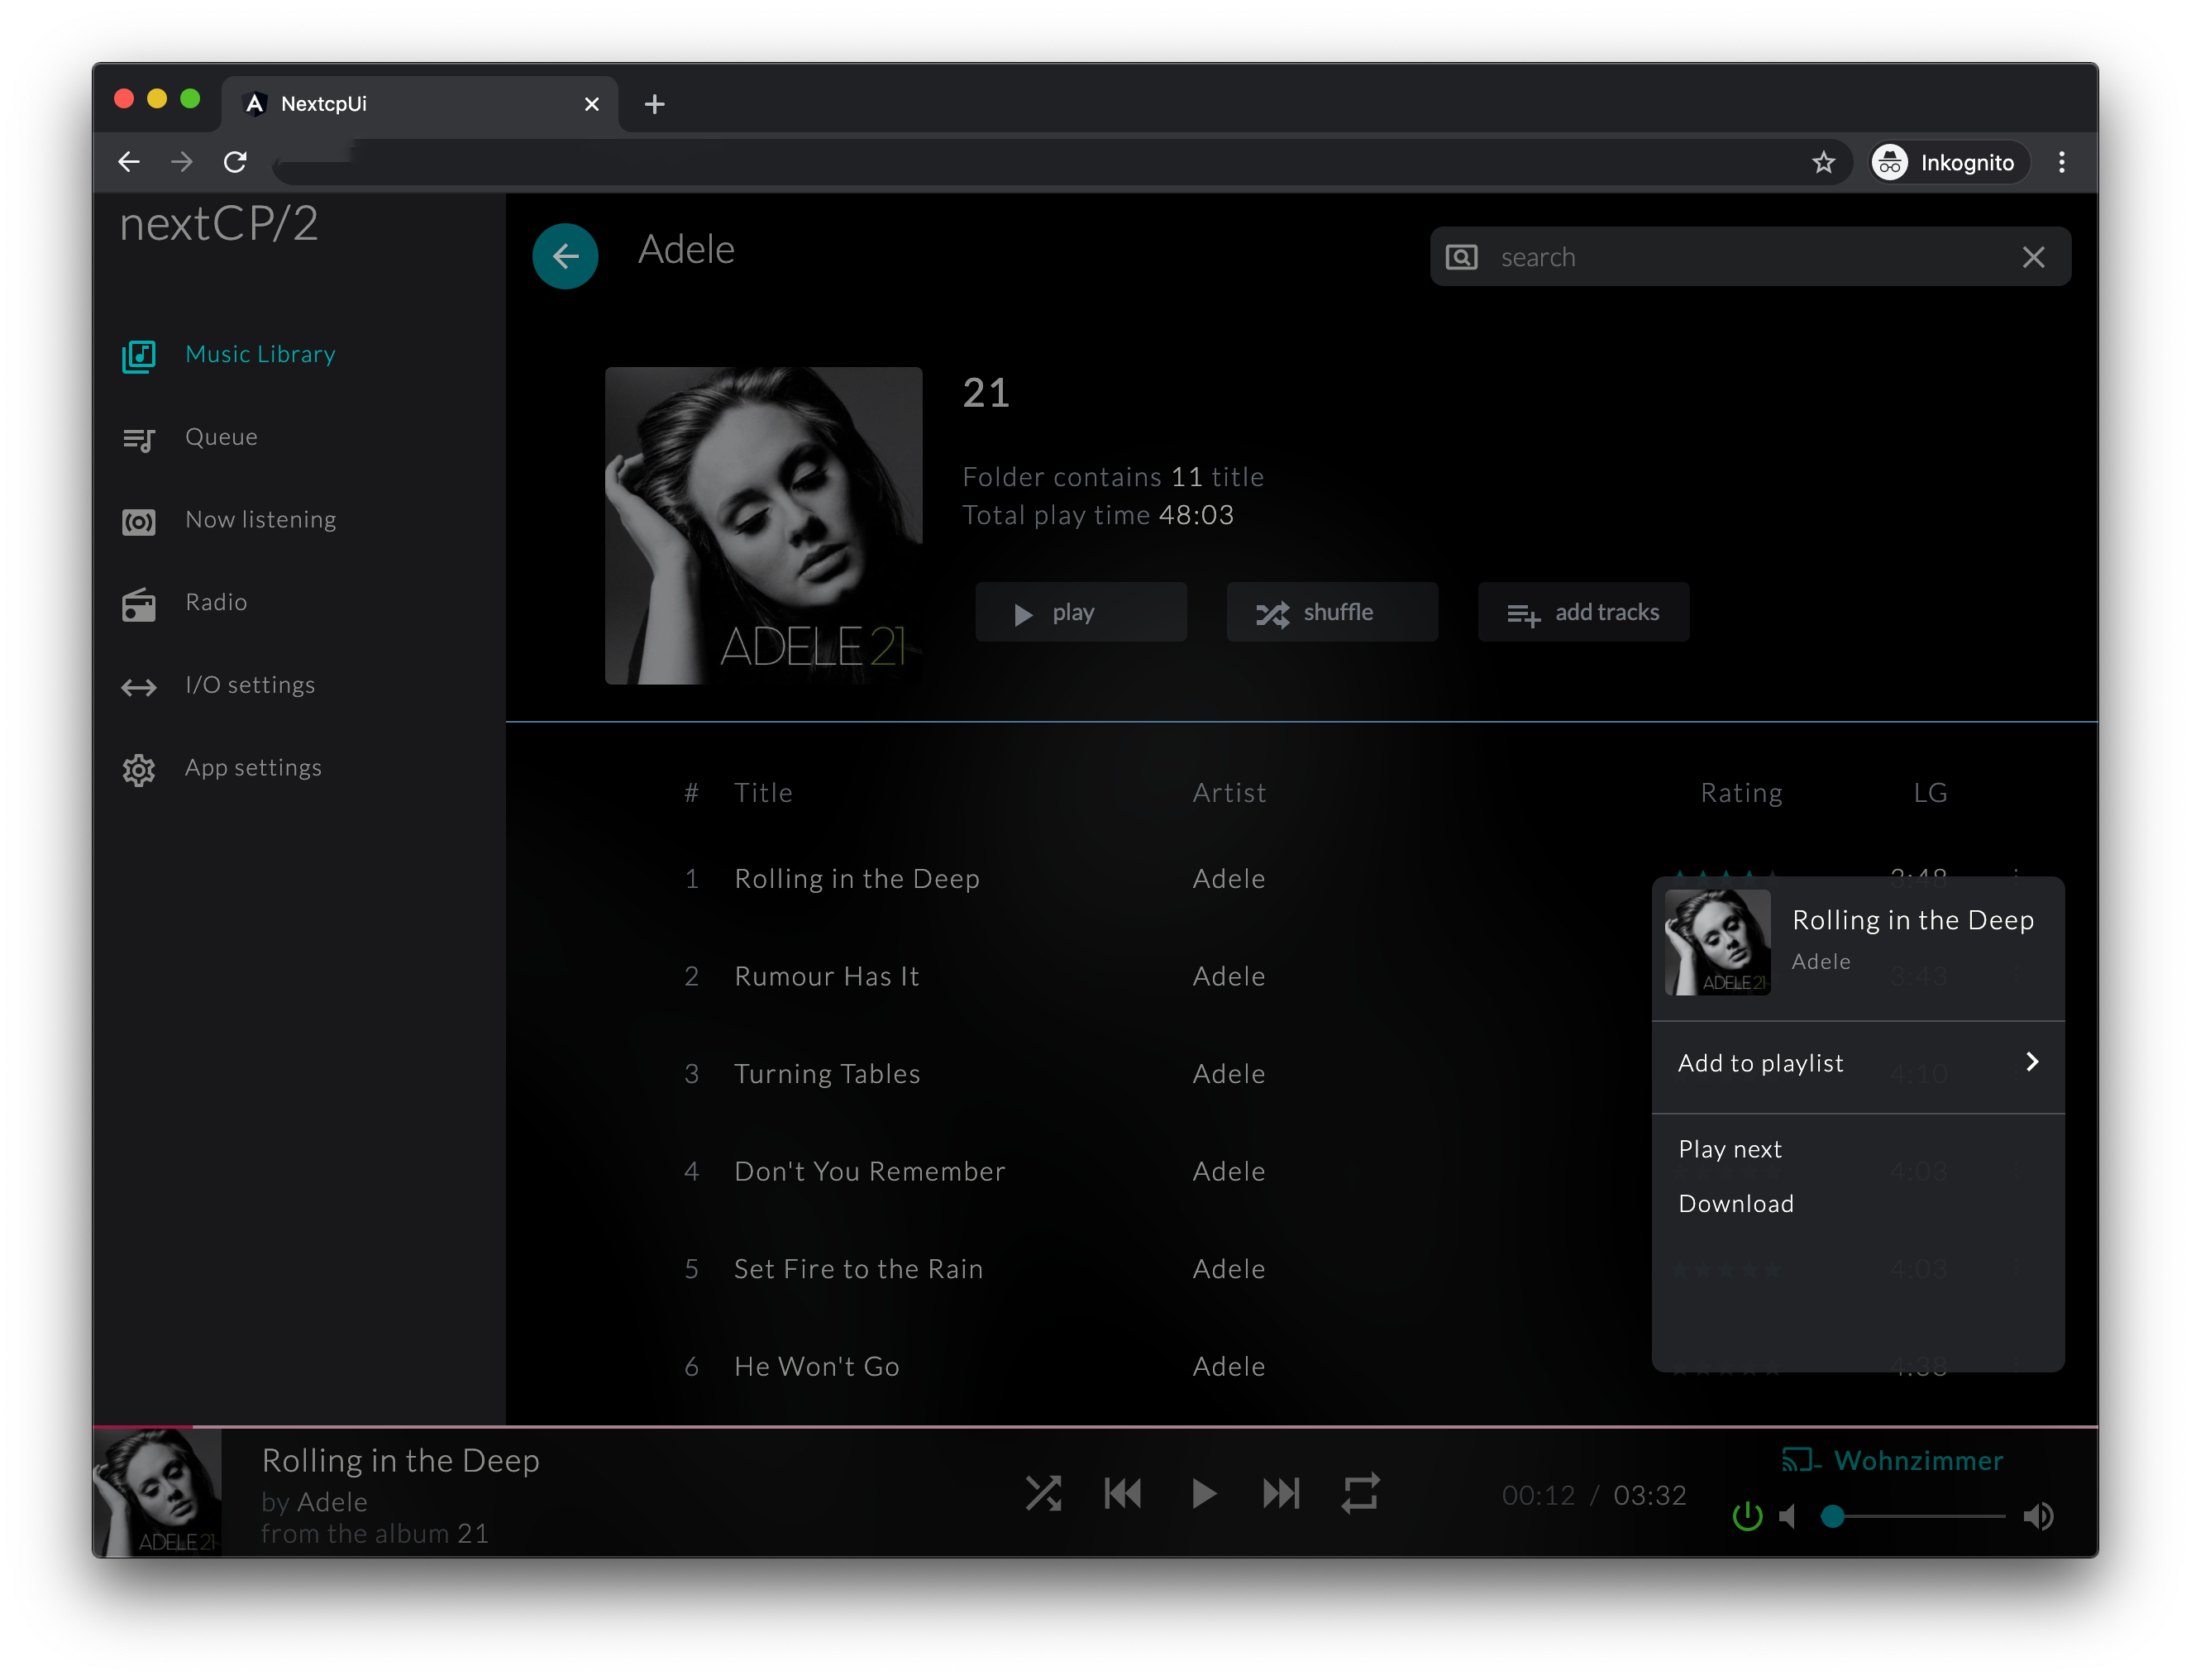 NextcpUi
Inkognito
nextCP/2
Adele
search
Music Library
Queue
Now listening
Radio
I/O settings
App settings
ADELE 21
21
Folder contains 11 title
Total play time 48:03
play
shuffle
add tracks
# Title Artist Rating LG
1 Rolling in the Deep Adele 3:48
2 Rumour Has It Adele 3:43
3 Turning Tables Adele 4:10
4 Don't You Remember Adele 4:03
5 Set Fire to the Rain Adele 4:03
6 He Won't Go Adele 4:38
ADELE 21
Rolling in the Deep
Adele
Add to playlist
Play next
Download
ADELE 21
Rolling in the Deep
by Adele
from the album 21
00:12 / 03:32
Wohnzimmer